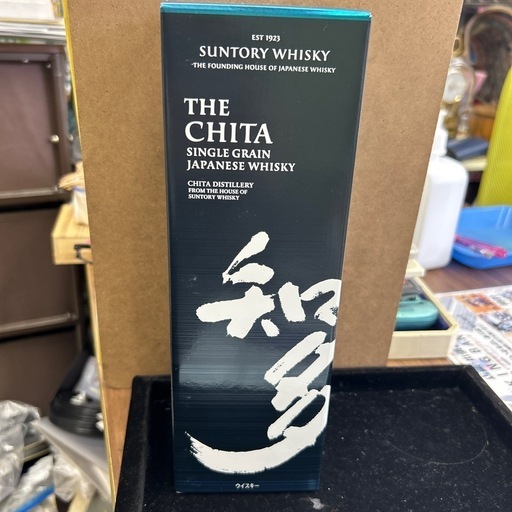 EST 1923
SUNTORY WHISKY
THE FOUNDING HOUSE OF JAPANESE WHISKY
THE
CHITA
SINGLE GRAIN
JAPANESE WHISKY
CHITA DISTILLERY
FROM THE HOUSE OF
SUNTORY WHISKY
知
多
ウイスキー